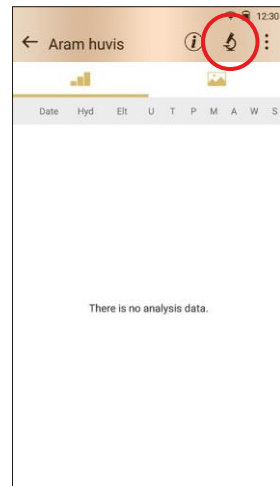 12:30
Aram huvis
Date Hyd Elt U T P M A W S
There is no analysis data.